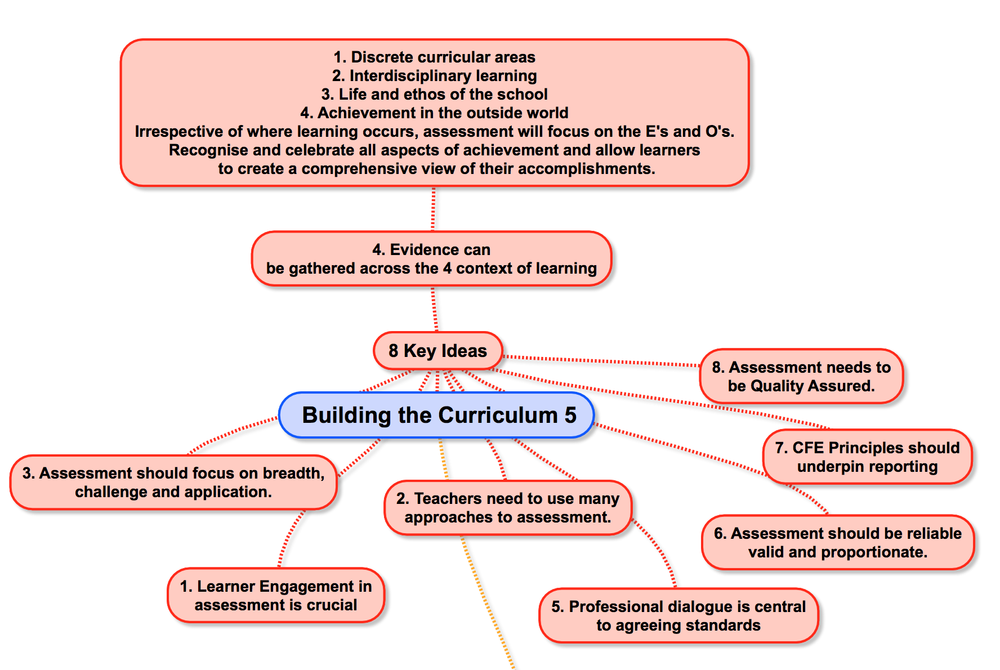 1. Discrete curricular areas
2. Interdisciplinary learning
3. Life and ethos of the school
4. Achievement in the outside world
Irrespective of where learning occurs, assessment will focus on the E's and O's.
Recognise and celebrate all aspects of achievement and allow learners
to create a comprehensive view of their accomplishments.
4. Evidence can
be gathered across the 4 context of learning
8 Key Ideas
8. Assessment needs to
be Quality Assured.
Building the Curriculum 5
7. CFE Principles should
underpin reporting
3. Assessment should focus on breadth,
challenge and application.
2. Teachers need to use many
approaches to assessment.
6. Assessment should be reliable
valid and proportionate.
1. Learner Engagement in
assessment is crucial
5. Professional dialogue is central
to agreeing standards